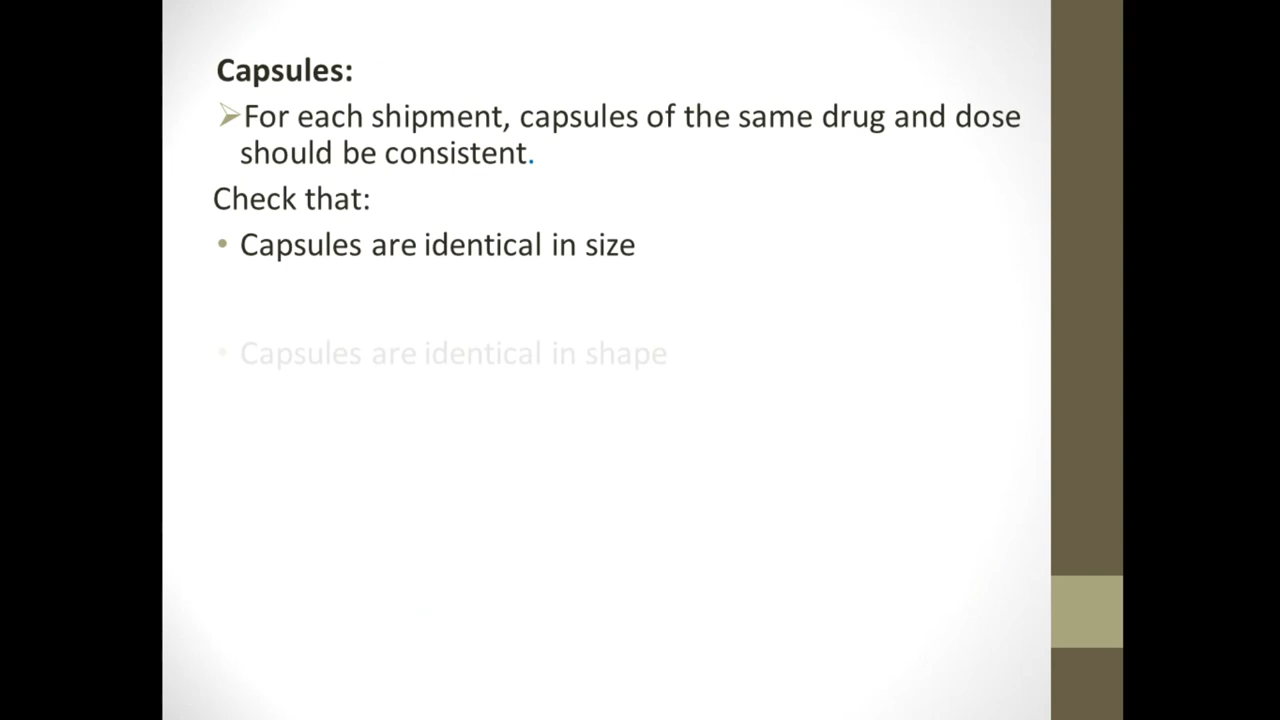 Capsules:
➢For each shipment, capsules of the same drug and dose
should be consistent.
Check that:
• Capsules are identical in size
• Capsules are identical in shape